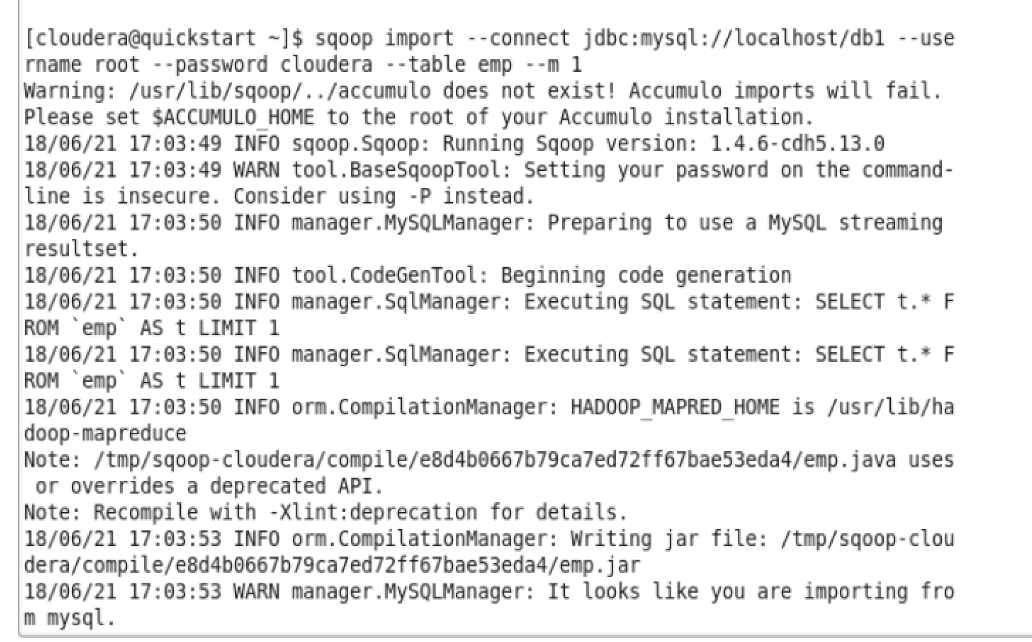 [cloudera@quickstart ~]$ sqoop import --connect jdbc:mysql://localhost/db1 --use
rname root --password cloudera --table emp --m 1
Warning: /usr/lib/sqoop/../accumulo does not exist! Accumulo imports will fail.
Please set $ACCUMULO_HOME to the root of your Accumulo installation.
18/06/21 17:03:49 INFO sqoop.Sqoop: Running Sqoop version: 1.4.6-cdh5.13.0
18/06/21 17:03:49 WARN tool.BaseSqoopTool: Setting your password on the command-
line is insecure. Consider using -P instead.
18/06/21 17:03:50 INFO manager.MySQLManager: Preparing to use a MySQL streaming
resultset.
18/06/21 17:03:50 INFO tool.CodeGenTool: Beginning code generation
18/06/21 17:03:50 INFO manager.SqlManager: Executing SQL statement: SELECT t.* F
ROM `emp` AS t LIMIT 1
18/06/21 17:03:50 INFO manager.SqlManager: Executing SQL statement: SELECT t.* F
ROM `emp` AS t LIMIT 1
18/06/21 17:03:50 INFO orm.CompilationManager: HADOOP_MAPRED_HOME is /usr/lib/ha
doop-mapreduce
Note: /tmp/sqoop-cloudera/compile/e8d4b0667b79ca7ed72ff67bae53eda4/emp.java uses
 or overrides a deprecated API.
Note: Recompile with -Xlint:deprecation for details.
18/06/21 17:03:53 INFO orm.CompilationManager: Writing jar file: /tmp/sqoop-clou
dera/compile/e8d4b0667b79ca7ed72ff67bae53eda4/emp.jar
18/06/21 17:03:53 WARN manager.MySQLManager: It looks like you are importing fro
m mysql.